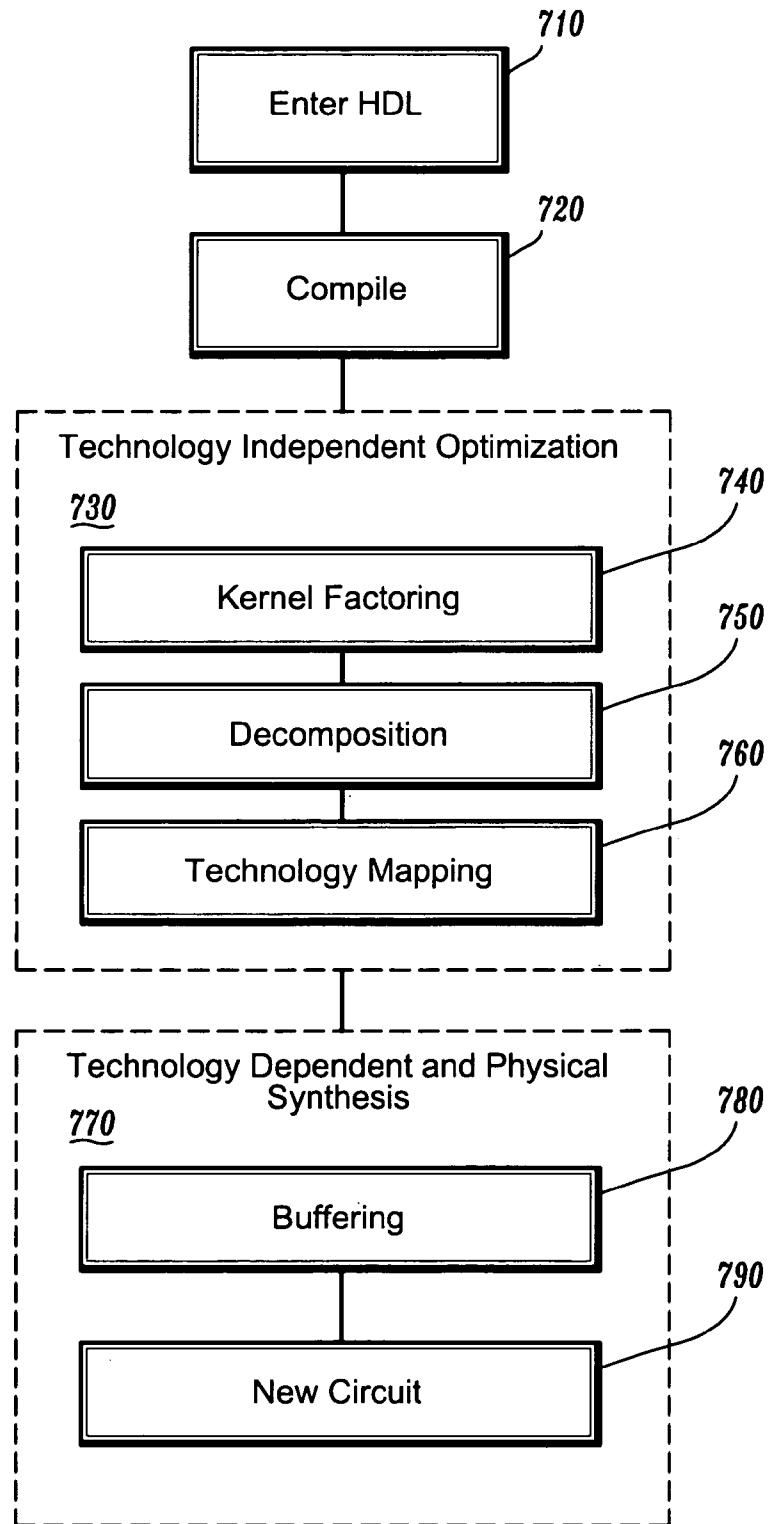 710
Enter HDL
720
Compile
Technology Independent Optimization
730
740
Kernel Factoring
750
Decomposition
760
Technology Mapping
Technology Dependent and Physical
Synthesis
770
780
Buffering
790
New Circuit